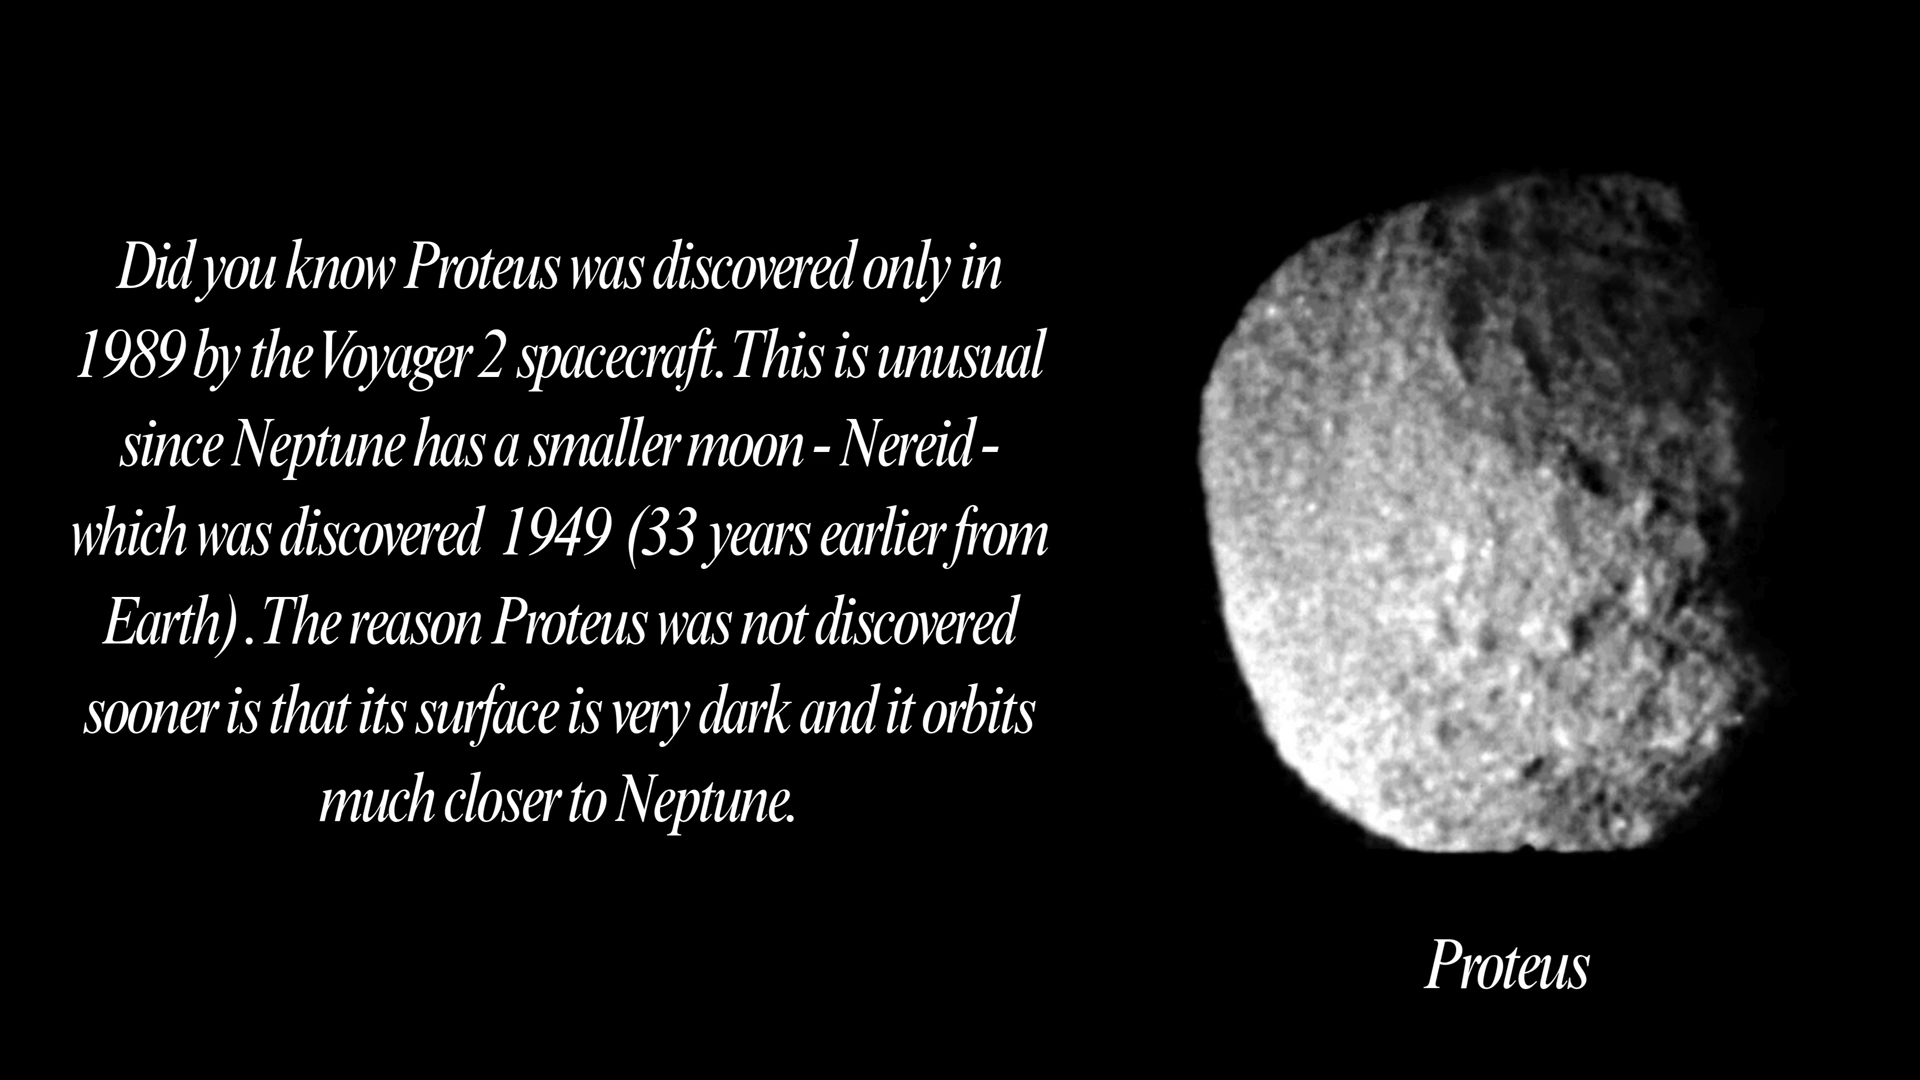 Did you know Proteus was discovered only in
1989 by the Voyager 2 spacecraft. This is unusual
since Neptune has a smaller moon - Nereid -
which was discovered 1949 (33 years earlier from
Earth) . The reason Proteus was not discovered
sooner is that its surface is very dark and it orbits
much closer to Neptune.
Proteus